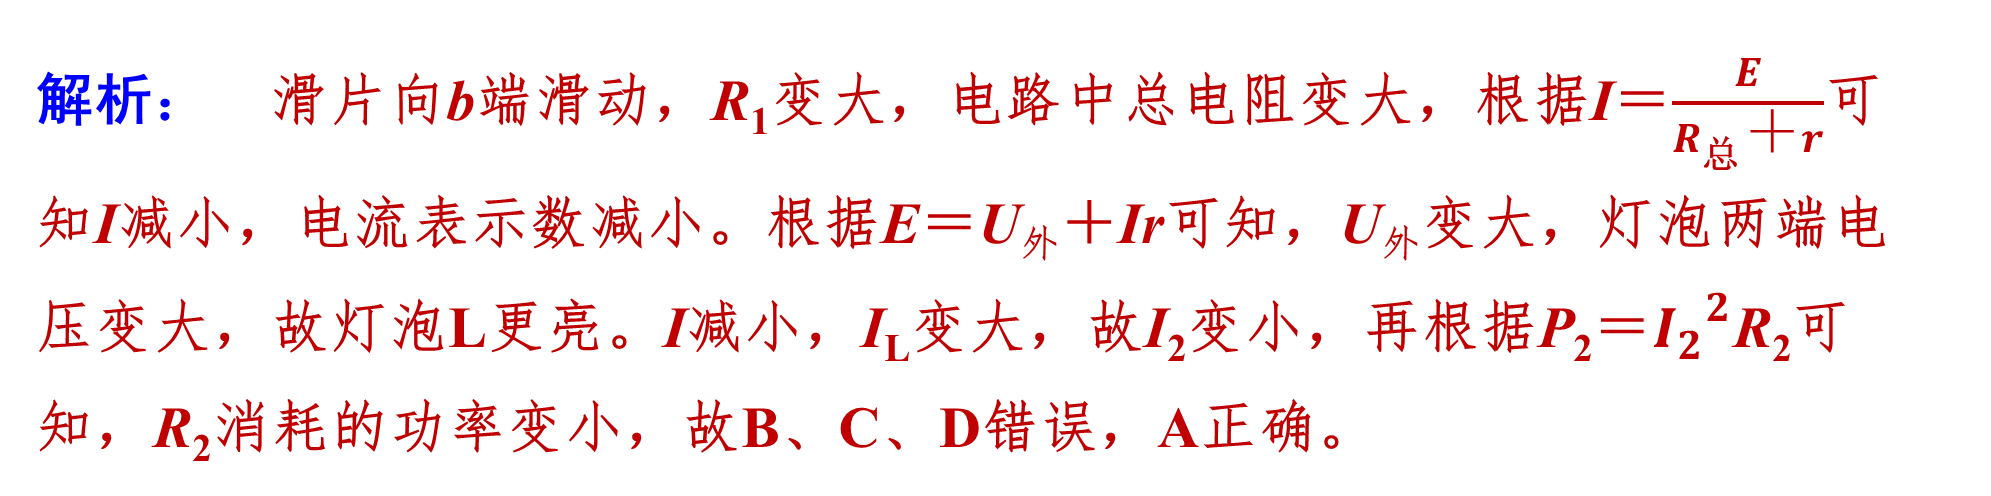 解析： 滑片向b端滑动，R₁变大，电路中总电阻变大，根据I＝E/(R总＋r)可
知I减小，电流表示数减小。根据E＝U外＋Ir可知，U外变大，灯泡两端电
压变大，故灯泡L更亮。I减小，I_L变大，故I₂变小，再根据P₂＝I₂²R₂可
知，R₂消耗的功率变小，故B、C、D错误，A正确。